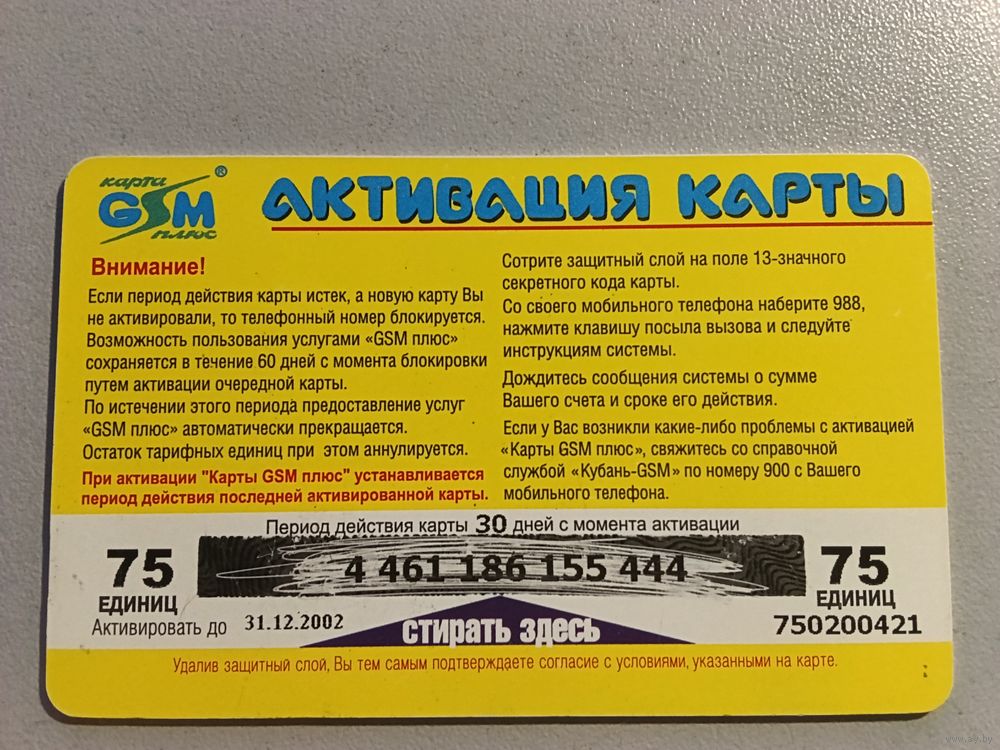 карта
GSM ®
плюс
АКТИВАЦИЯ КАРТЫ
Внимание!
Если период действия карты истек, а новую карту Вы
не активировали, то телефонный номер блокируется.
Возможность пользования услугами «GSM плюс»
сохраняется в течение 60 дней с момента блокировки
путем активации очередной карты.
По истечении этого периода предоставление услуг
«GSM плюс» автоматически прекращается.
Остаток тарифных единиц при этом аннулируется.
При активации "Карты GSM плюс" устанавливается
период действия последней активированной карты.
Сотрите защитный слой на поле 13-значного
секретного кода карты.
Со своего мобильного телефона наберите 988,
нажмите клавишу посыла вызова и следуйте
инструкциям системы.
Дождитесь сообщения системы о сумме
Вашего счета и сроке его действия.
Если у Вас возникли какие-либо проблемы с активацией
«Карты GSM плюс», свяжитесь со справочной
службой «Кубань-GSM» по номеру 900 с Вашего
мобильного телефона.
Период действия карты 30 дней с момента активации
75
ЕДИНИЦ
4 461 186 155 444
75
ЕДИНИЦ
Активировать до 31.12.2002
стирать здесь
750200421
Удалив защитный слой, Вы тем самым подтверждаете согласие с условиями, указанными на карте.
www.ay.by